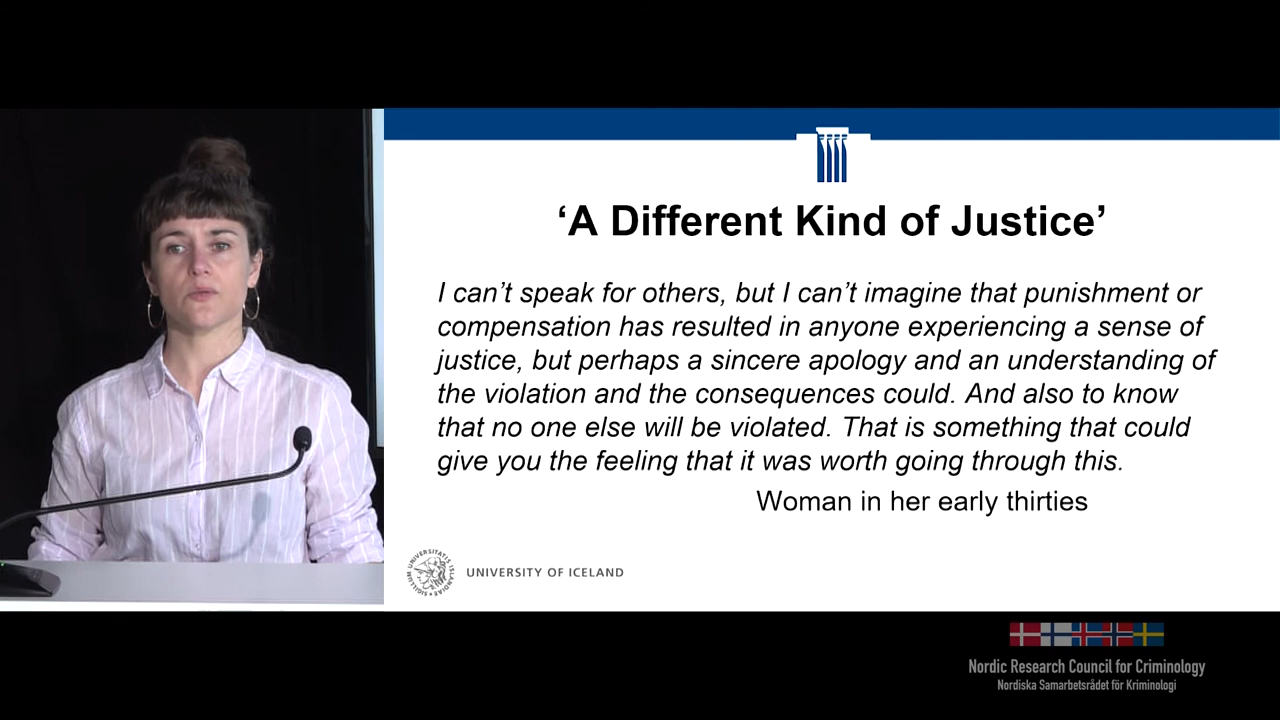 ‘A Different Kind of Justice’
I can’t speak for others, but I can’t imagine that punishment or
compensation has resulted in anyone experiencing a sense of
justice, but perhaps a sincere apology and an understanding of
the violation and the consequences could. And also to know
that no one else will be violated. That is something that could
give you the feeling that it was worth going through this.
Woman in her early thirties
SIGILLUM UNIVERSITATIS ISLANDIAE
UNIVERSITY OF ICELAND
Nordic Research Council for Criminology
Nordiska Samarbetsrådet för Kriminologi